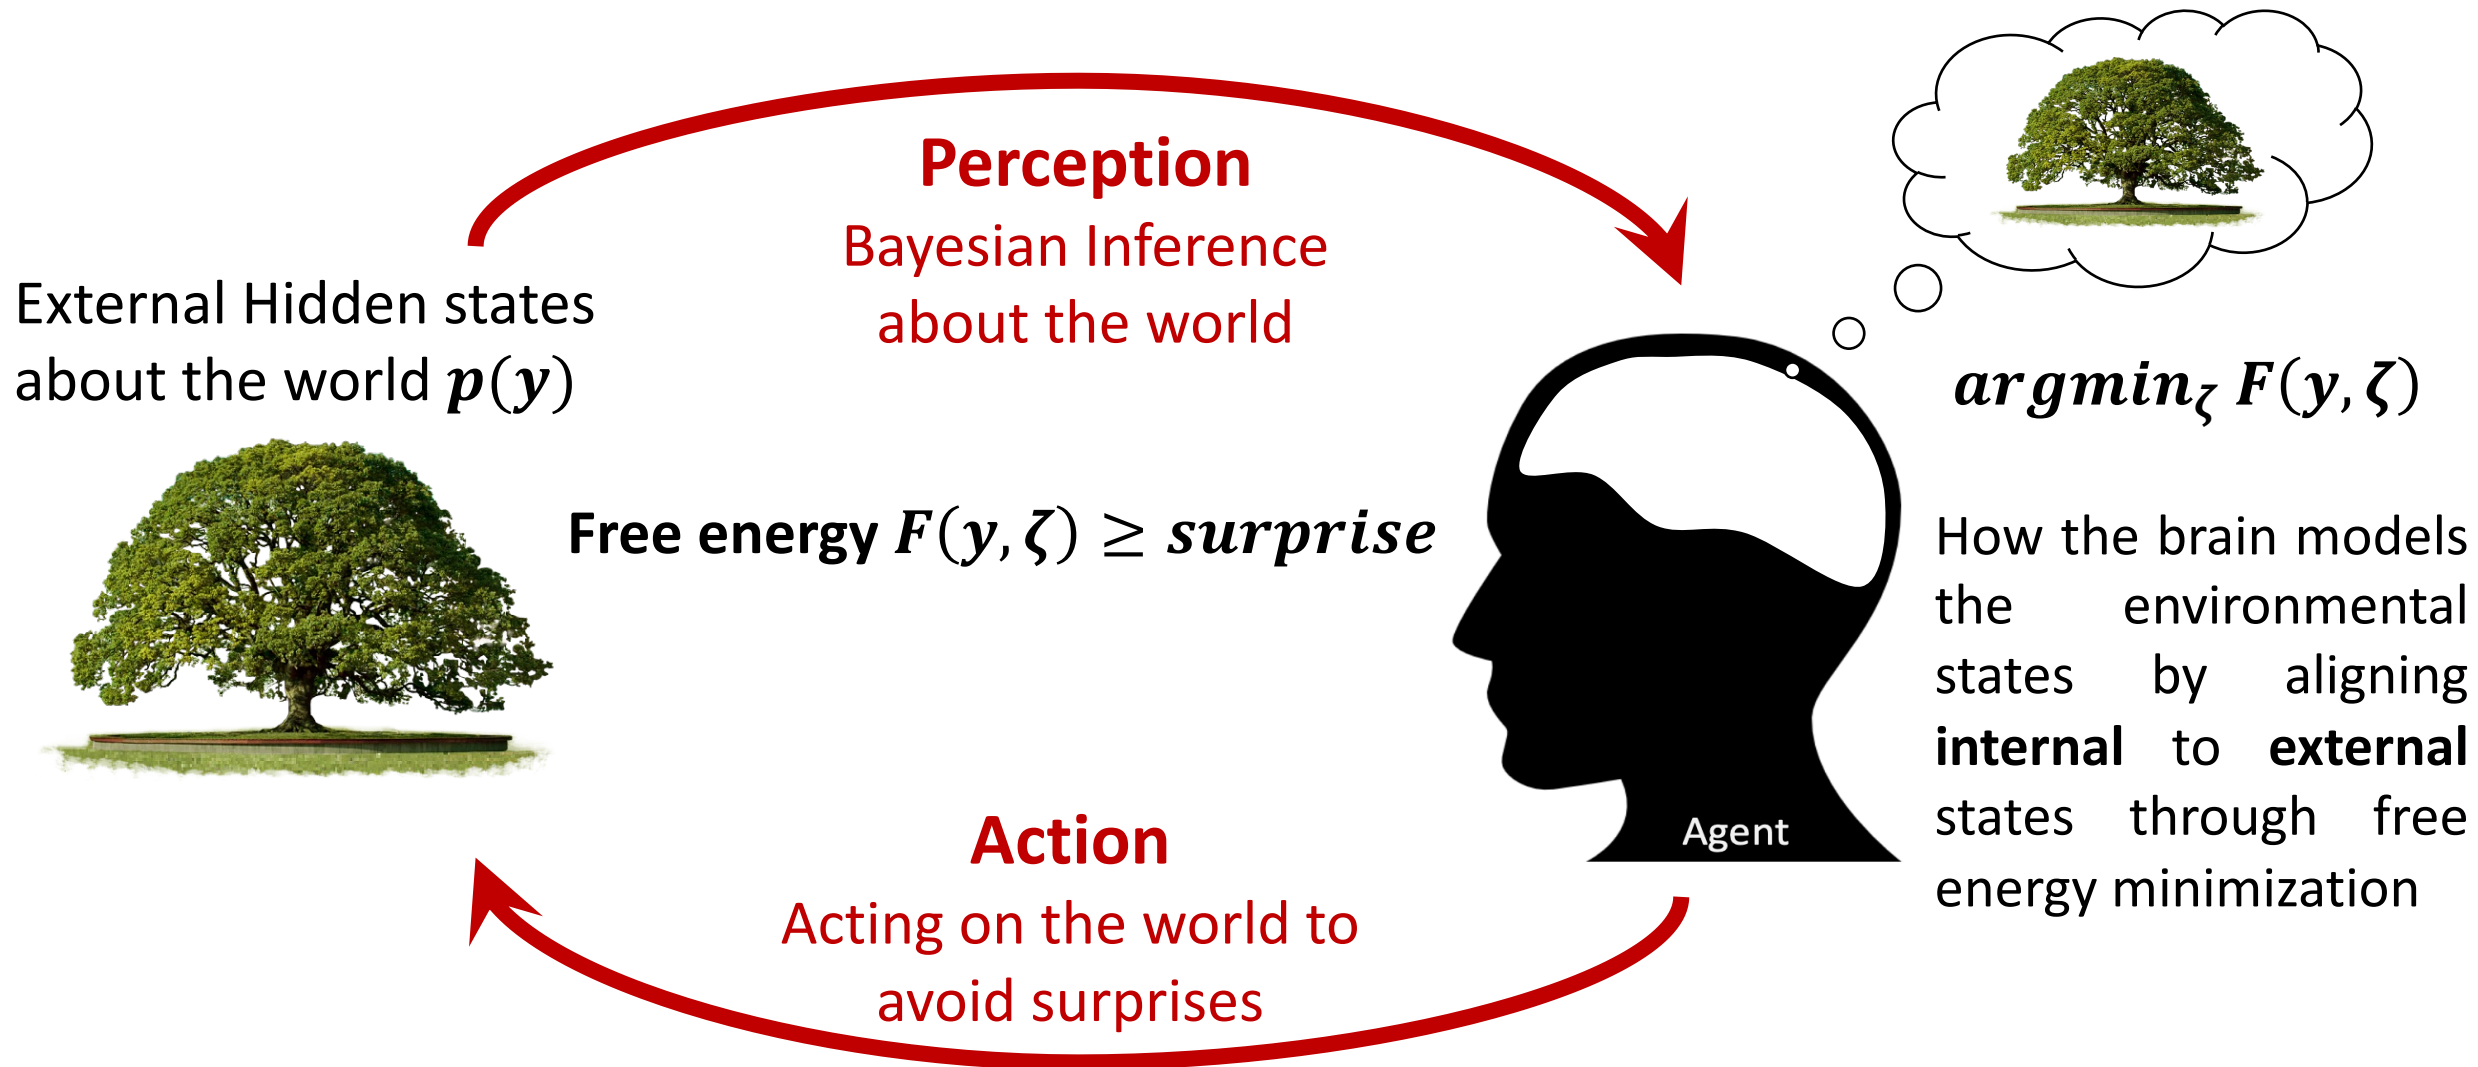 Perception
Bayesian Inference
about the world
External Hidden states
about the world p(y)
argmin_ζ F(y, ζ)
Free energy F(y, ζ) ≥ surprise
How the brain models
the environmental
states by aligning
internal to external
states through free
energy minimization
Agent
Action
Acting on the world to
avoid surprises